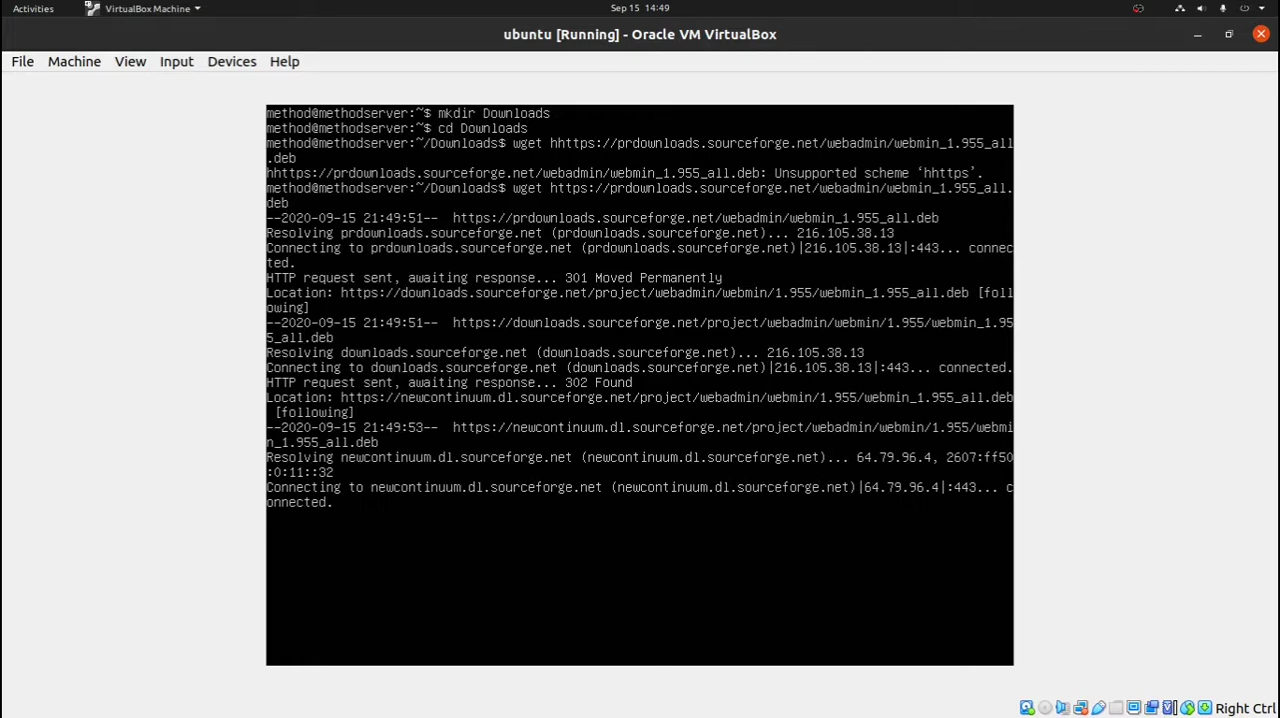 Activities VirtualBox Machine Sep 15 14:49
ubuntu [Running] - Oracle VM VirtualBox
File Machine View Input Devices Help
method@methodserver:~$ mkdir Downloads
method@methodserver:~$ cd Downloads
method@methodserver:~/Downloads$ wget hhttps://prdownloads.sourceforge.net/webadmin/webmin_1.955_all
.deb
hhttps://prdownloads.sourceforge.net/webadmin/webmin_1.955_all.deb: Unsupported scheme ‘hhttps’.
method@methodserver:~/Downloads$ wget https://prdownloads.sourceforge.net/webadmin/webmin_1.955_all.
deb
--2020-09-15 21:49:51--  https://prdownloads.sourceforge.net/webadmin/webmin_1.955_all.deb
Resolving prdownloads.sourceforge.net (prdownloads.sourceforge.net)... 216.105.38.13
Connecting to prdownloads.sourceforge.net (prdownloads.sourceforge.net)|216.105.38.13|:443... connec
ted.
HTTP request sent, awaiting response... 301 Moved Permanently
Location: https://downloads.sourceforge.net/project/webadmin/webmin/1.955/webmin_1.955_all.deb [foll
owing]
--2020-09-15 21:49:51--  https://downloads.sourceforge.net/project/webadmin/webmin/1.955/webmin_1.95
5_all.deb
Resolving downloads.sourceforge.net (downloads.sourceforge.net)... 216.105.38.13
Connecting to downloads.sourceforge.net (downloads.sourceforge.net)|216.105.38.13|:443... connected.
HTTP request sent, awaiting response... 302 Found
Location: https://newcontinuum.dl.sourceforge.net/project/webadmin/webmin/1.955/webmin_1.955_all.deb
 [following]
--2020-09-15 21:49:53--  https://newcontinuum.dl.sourceforge.net/project/webadmin/webmin/1.955/webmi
n_1.955_all.deb
Resolving newcontinuum.dl.sourceforge.net (newcontinuum.dl.sourceforge.net)... 64.79.96.4, 2607:ff50
:0:11::32
Connecting to newcontinuum.dl.sourceforge.net (newcontinuum.dl.sourceforge.net)|64.79.96.4|:443... c
onnected.
Right Ctrl